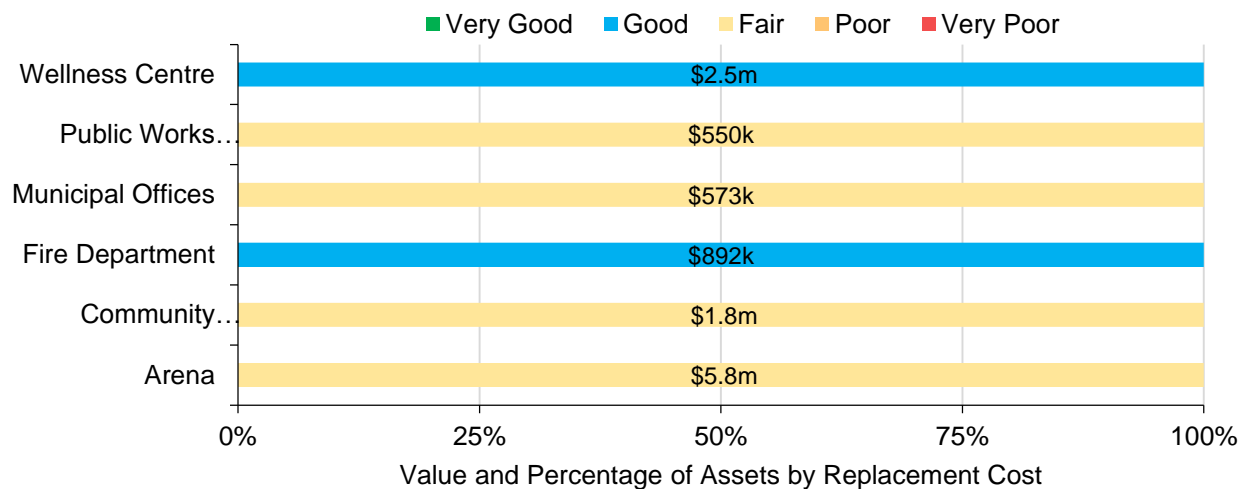 Very Good Good Fair Poor Very Poor
Wellness Centre $2.5m
Public Works… $550k
Municipal Offices $573k
Fire Department $892k
Community… $1.8m
Arena $5.8m
0% 25% 50% 75% 100%
Value and Percentage of Assets by Replacement Cost